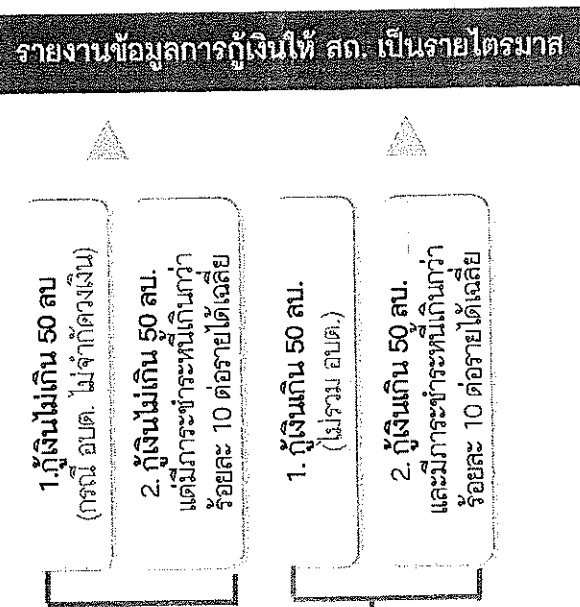 รายงานข้อมูลการกู้เงินให้ สถ. เป็นรายไตรมาส
1.กู้เงินไม่เกิน 50 ลบ
(กรณี อบต. ไม่จำกัดวงเงิน)
2. กู้เงินไม่เกิน 50 ลบ.
แต่มีภาระชำระหนี้เกินกว่า
ร้อยละ 10 ต่อรายได้เฉลี่ย
1. กู้เงินเกิน 50 ลบ.
(ไม่รวม อบต.)
2. กู้เงินเกิน 50 ลบ.
และมีภาระชำระหนี้เกินกว่า
ร้อยละ 10 ต่อรายได้เฉลี่ย